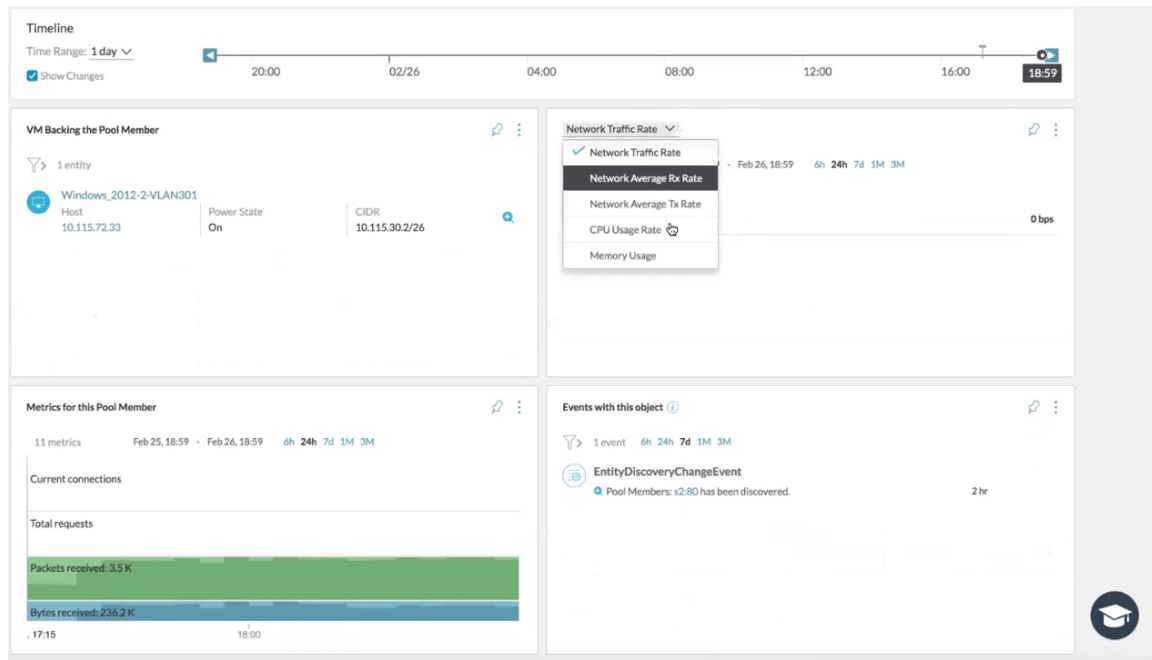 Timeline
Time Range: 1 day
Show Changes
20:00 02/26 04:00 08:00 12:00 16:00 18:59
VM Backing the Pool Member
1 entity
Windows_2012-2-VLAN301
Host Power State CIDR
10.115.72.33 On 10.115.30.2/26
Network Traffic Rate
Network Traffic Rate
Network Average Rx Rate
Network Average Tx Rate
CPU Usage Rate
Memory Usage
- Feb 26, 18:59 6h 24h 7d 1M 3M
0 bps
Metrics for this Pool Member
11 metrics Feb 25, 18:59 - Feb 26, 18:59 6h 24h 7d 1M 3M
Current connections
Total requests
Packets received: 3.5 K
Bytes received: 236.2 K
. 17:15 18:00
Events with this object
1 event 6h 24h 7d 1M 3M
EntityDiscoveryChangeEvent
Pool Members: s2:80 has been discovered. 2 hr